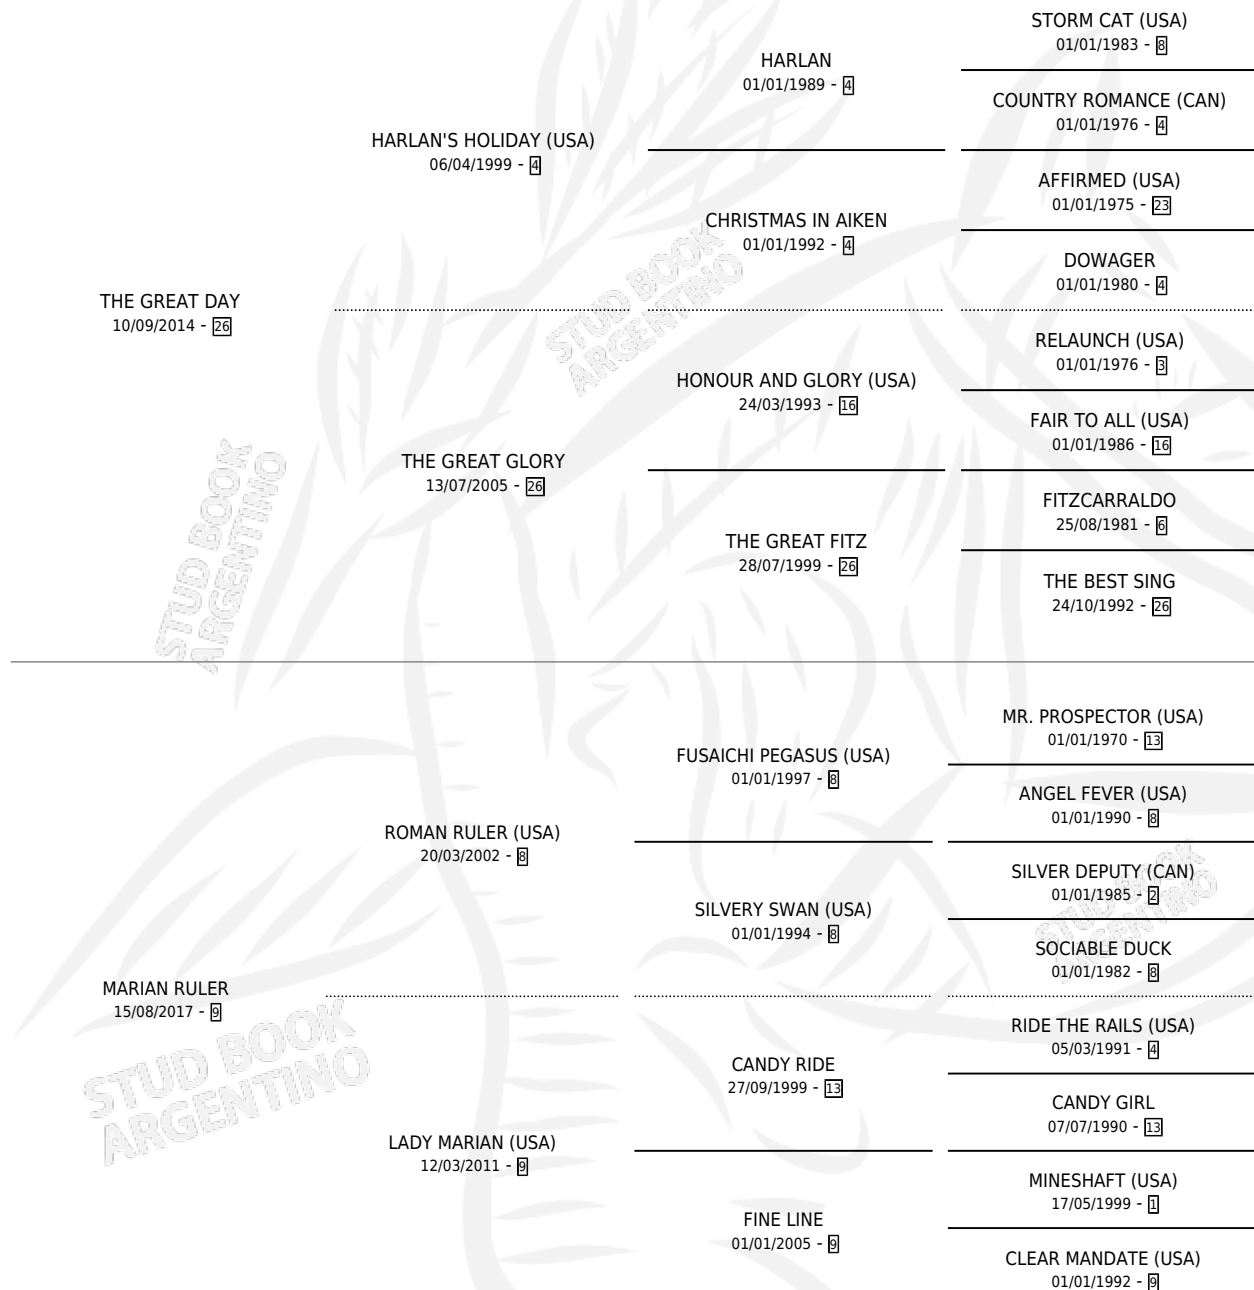 STORM CAT (USA)
01/01/1983 - 8
HARLAN
01/01/1989 - 4
COUNTRY ROMANCE (CAN)
01/01/1976 - 4
HARLAN'S HOLIDAY (USA)
06/04/1999 - 4
AFFIRMED (USA)
01/01/1975 - 23
CHRISTMAS IN AIKEN
01/01/1992 - 4
DOWAGER
01/01/1980 - 4
THE GREAT DAY
10/09/2014 - 26
STUD BOOK
ARGENTINO
RELAUNCH (USA)
01/01/1976 - 3
HONOUR AND GLORY (USA)
24/03/1993 - 16
FAIR TO ALL (USA)
01/01/1986 - 16
THE GREAT GLORY
13/07/2005 - 26
FITZCARRALDO
25/08/1981 - 6
THE GREAT FITZ
28/07/1999 - 26
THE BEST SING
24/10/1992 - 26
STUD BOOK
ARGENTINO
MR. PROSPECTOR (USA)
01/01/1970 - 13
FUSAICHI PEGASUS (USA)
01/01/1997 - 8
ANGEL FEVER (USA)
01/01/1990 - 8
ROMAN RULER (USA)
20/03/2002 - 8
SILVER DEPUTY (CAN)
01/01/1985 - 2
SILVERY SWAN (USA)
01/01/1994 - 8
STUD BOOK
ARGENTINO
SOCIABLE DUCK
01/01/1982 - 8
MARIAN RULER
15/08/2017 - 9
STUD BOOK
ARGENTINO
RIDE THE RAILS (USA)
05/03/1991 - 4
CANDY RIDE
27/09/1999 - 13
CANDY GIRL
07/07/1990 - 13
LADY MARIAN (USA)
12/03/2011 - 9
MINESHAFT (USA)
17/05/1999 - 1
FINE LINE
01/01/2005 - 9
CLEAR MANDATE (USA)
01/01/1992 - 9